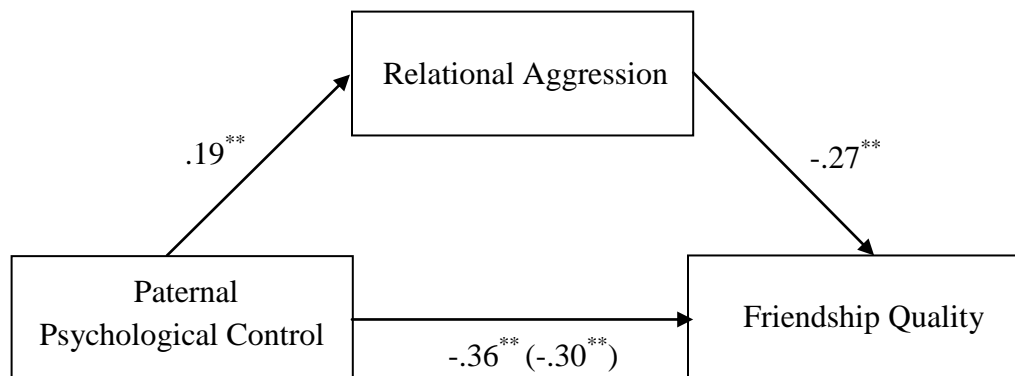 Relational Aggression
.19**
-.27**
Paternal
Psychological Control
Friendship Quality
-.36** (-.30**)